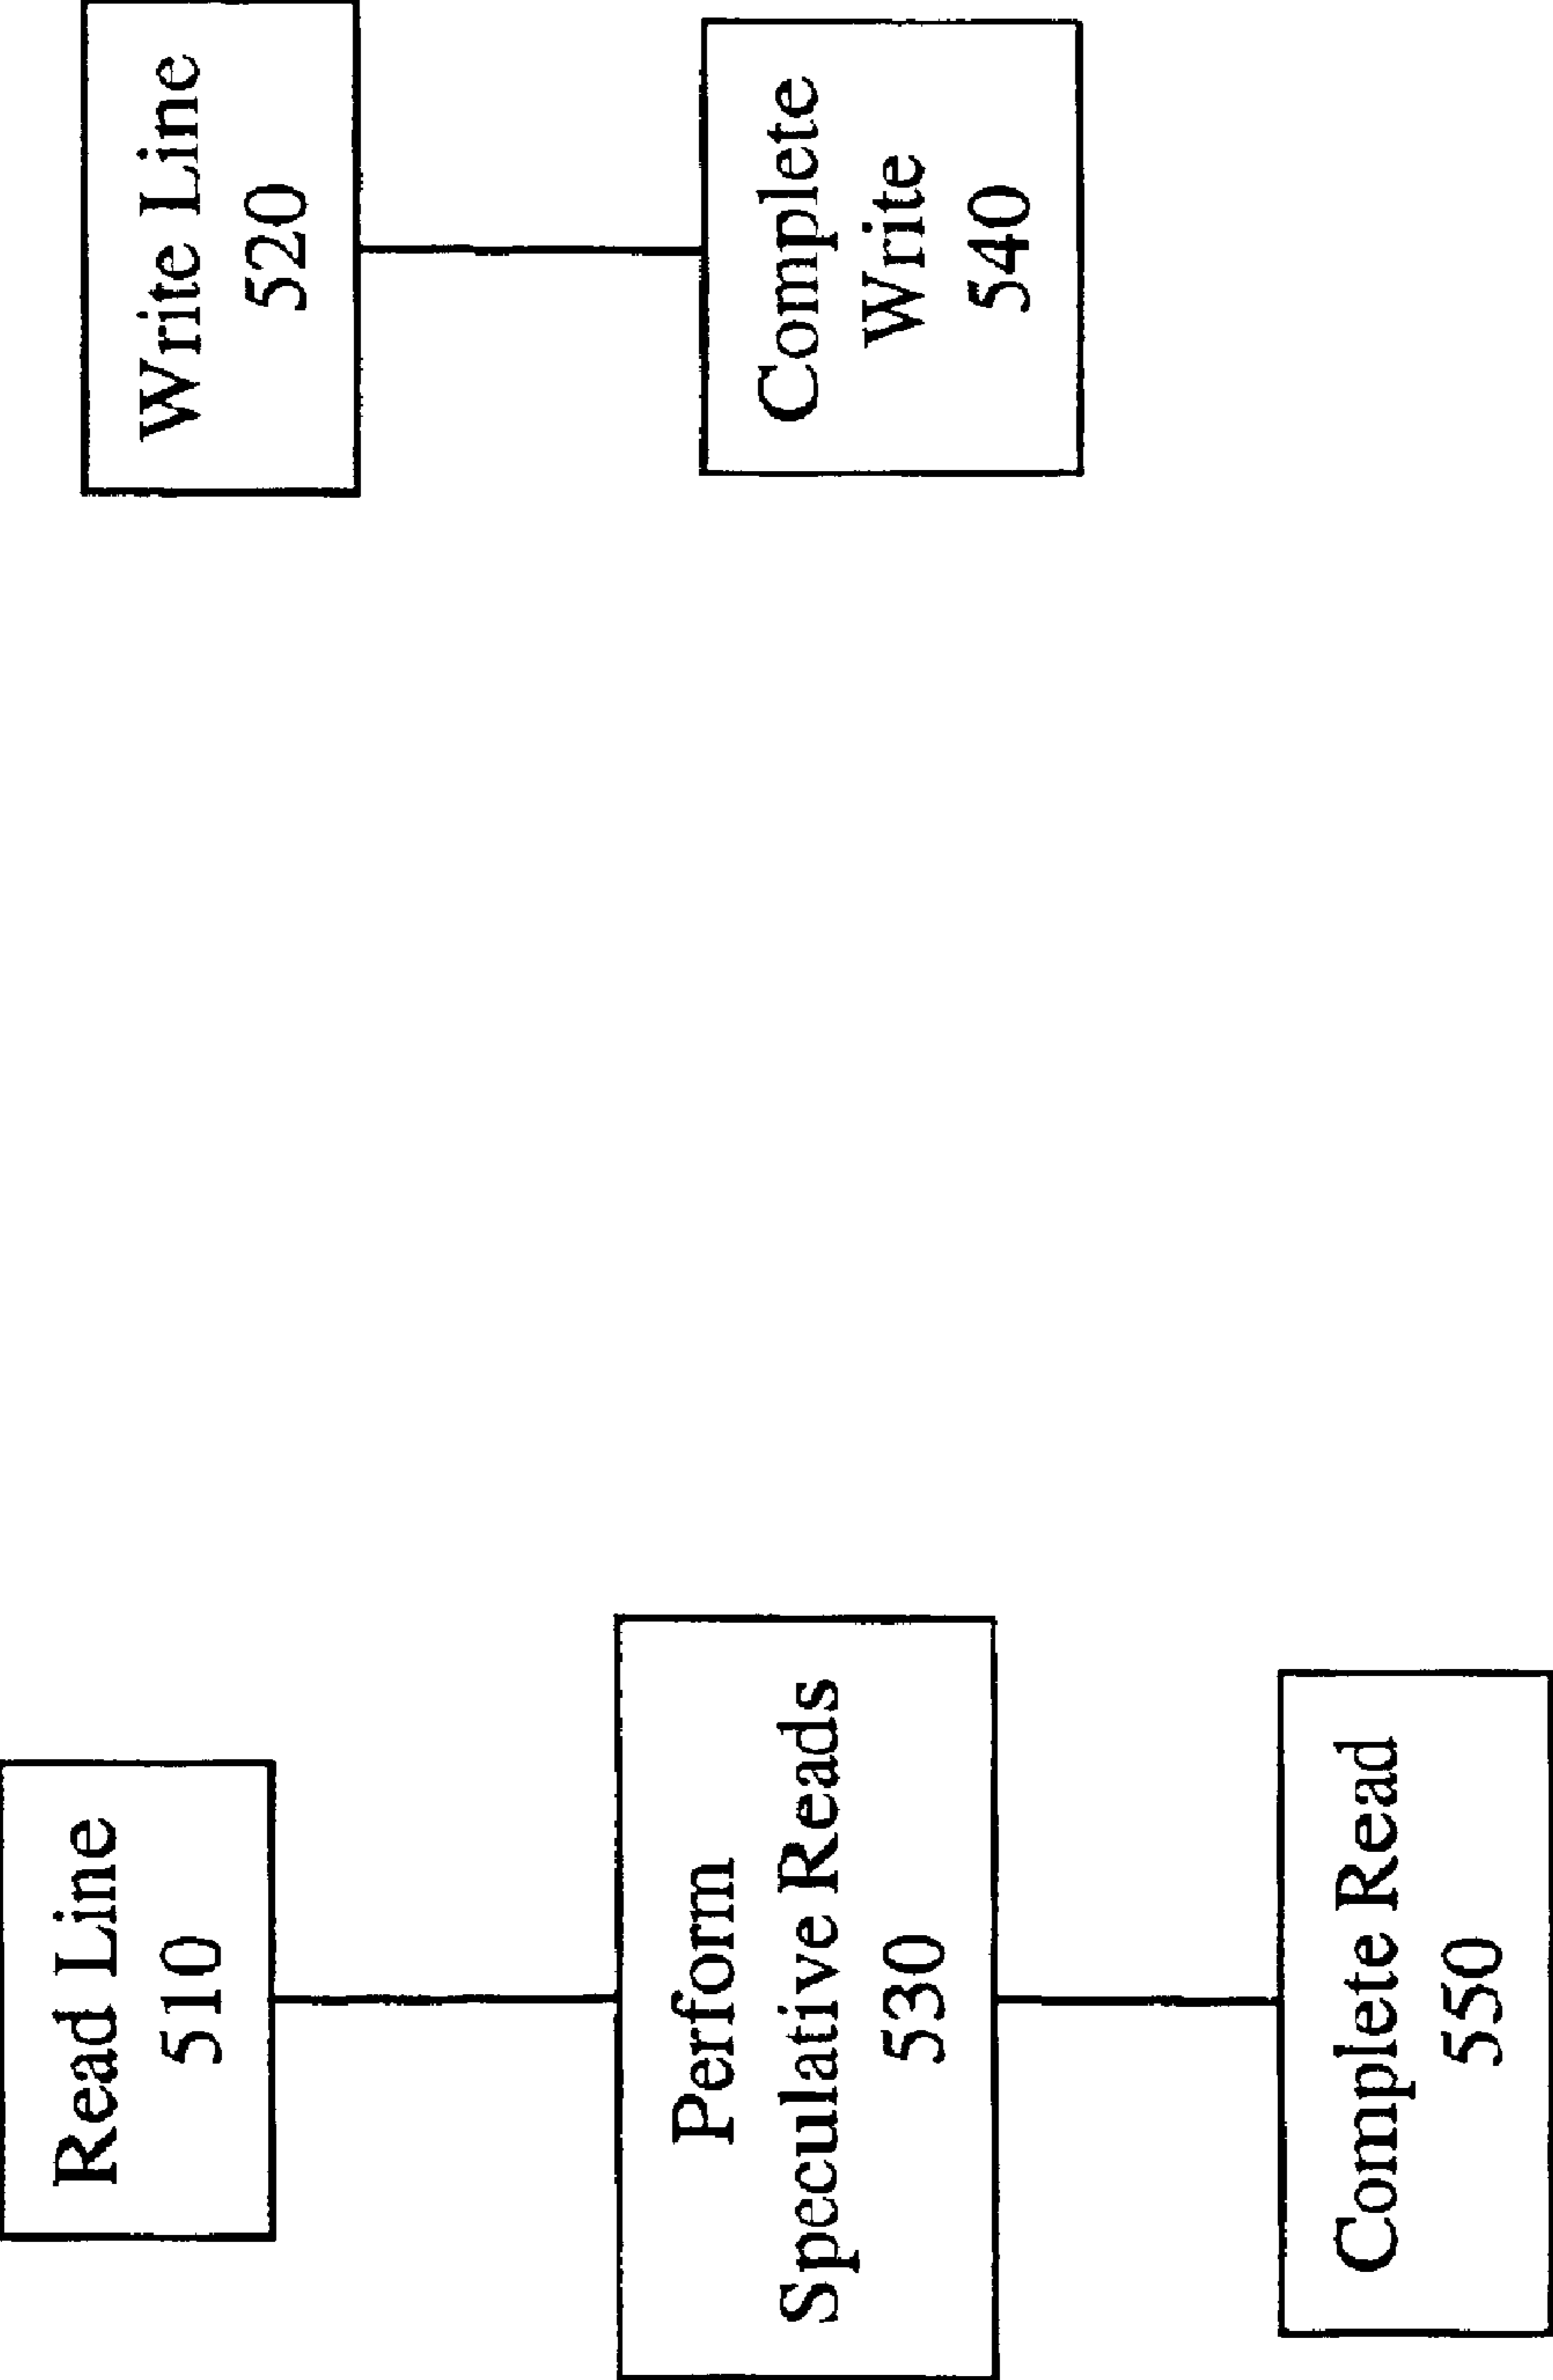 Read Line
510
Perform
Speculative Reads
530
Complete Read
550
Write Line
520
Complete
Write
540